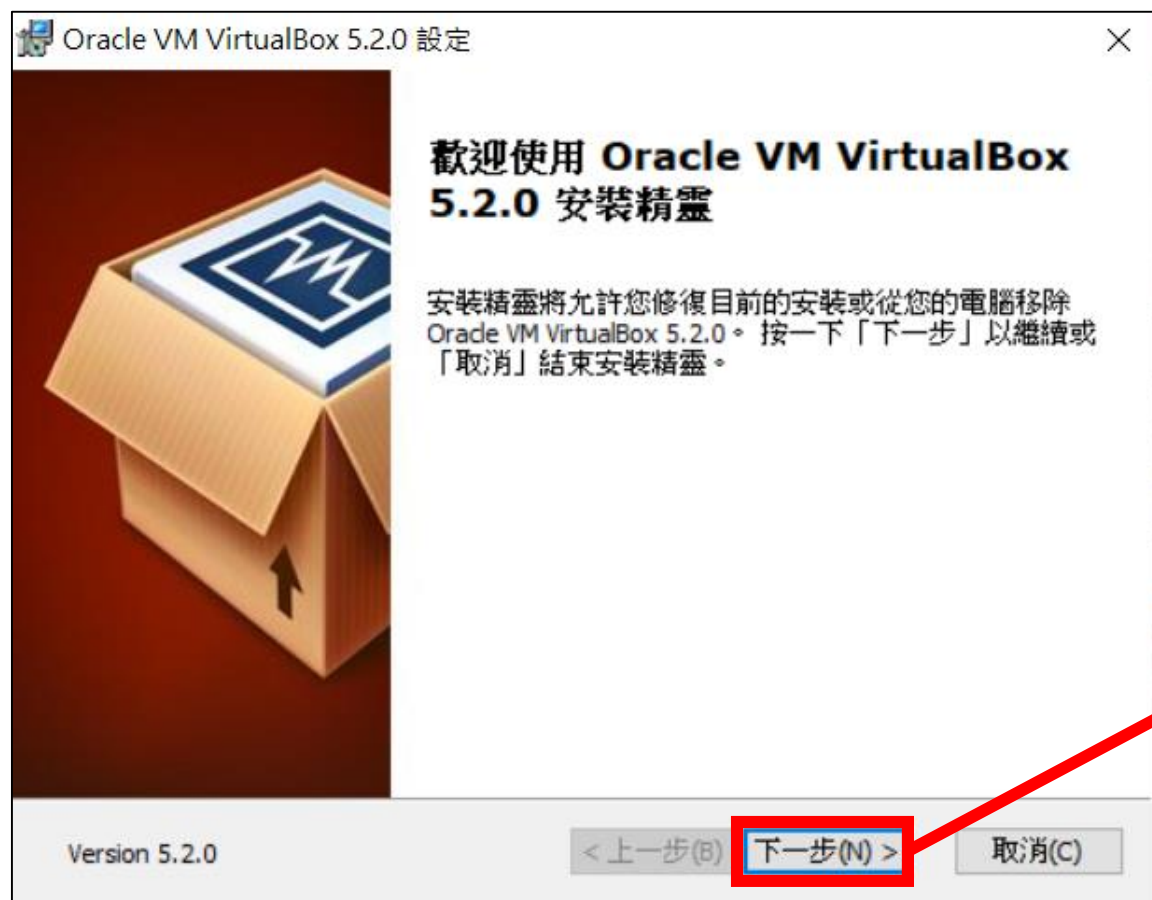 Oracle VM VirtualBox 5.2.0 設定
歡迎使用 Oracle VM VirtualBox
5.2.0 安裝精靈
安裝精靈將允許您修復目前的安裝或從您的電腦移除
Oracle VM VirtualBox 5.2.0。 按一下「下一步」以繼續或
「取消」結束安裝精靈。
Version 5.2.0
< 上一步(B)
下一步(N) >
取消(C)